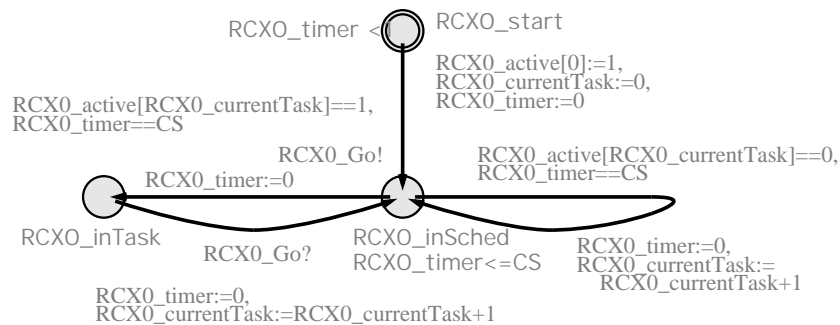 RCX0_timer <
RCX0_start
RCX0_active[0]:=1,
RCX0_currentTask:=0,
RCX0_timer:=0
RCX0_active[RCX0_currentTask]==1,
RCX0_timer==CS
RCX0_Go!
RCX0_active[RCX0_currentTask]==0,
RCX0_timer==CS
RCX0_timer:=0
RCX0_inTask
RCX0_Go?
RCX0_inSched
RCX0_timer<=CS
RCX0_timer:=0,
RCX0_currentTask:=
RCX0_currentTask+1
RCX0_timer:=0,
RCX0_currentTask:=RCX0_currentTask+1